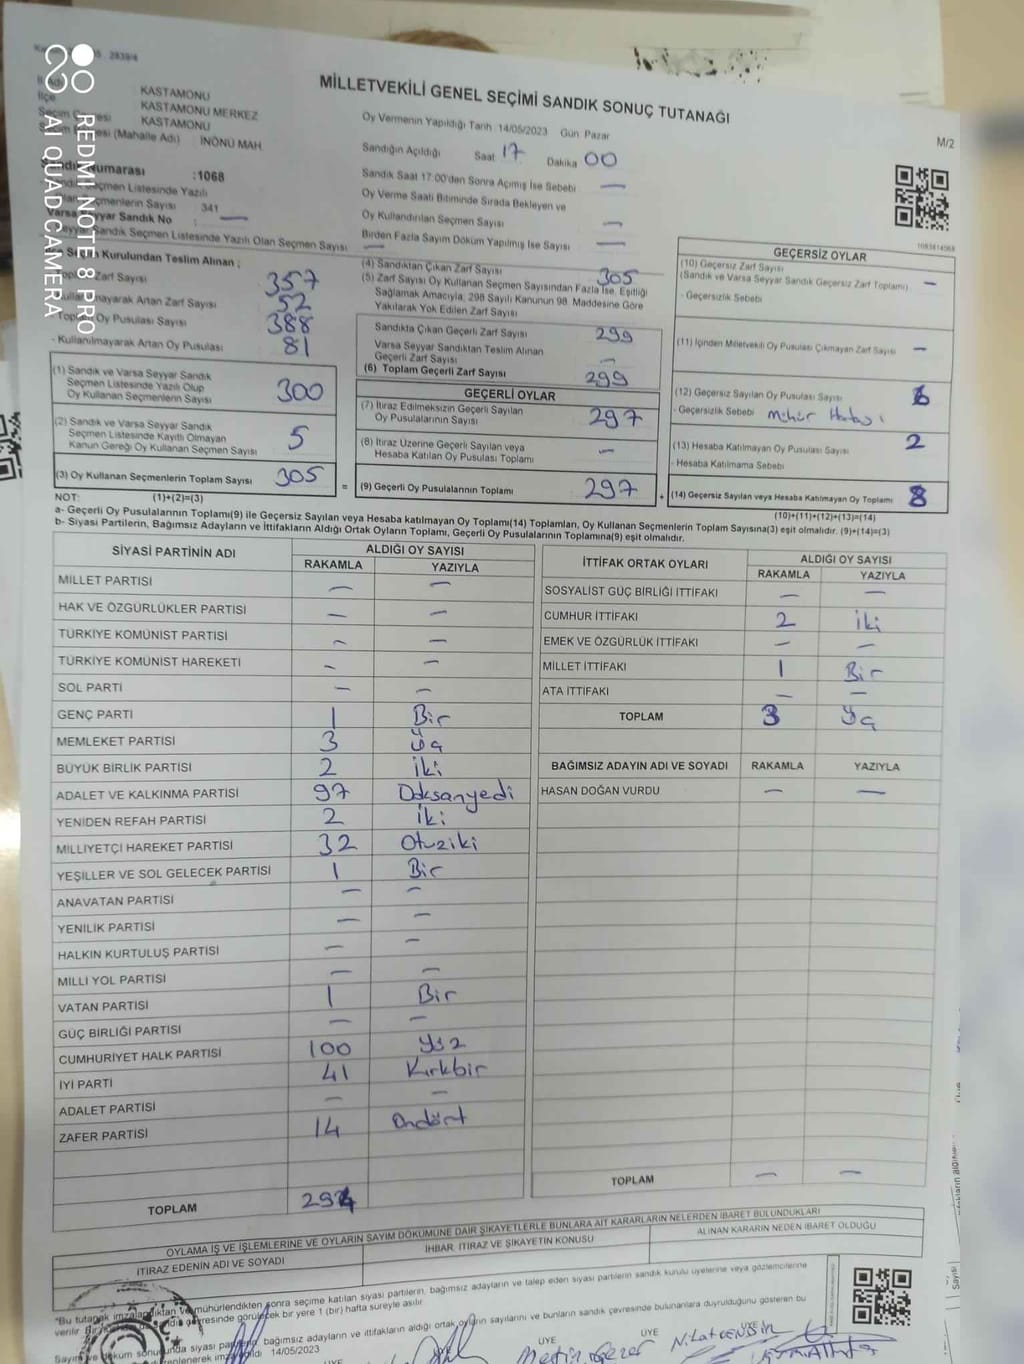 REDMI NOTE 8 PRO
AI QUAD CAMERA
MİLLETVEKİLİ GENEL SEÇİMİ SANDIK SONUÇ TUTANAĞI
M/2
KASTAMONU
İlçe KASTAMONU MERKEZ
KASTAMONU
(Mahalle Adı) İNÖNÜ MAH.
:1068
Seçmen Listesinde Yazılı
Seçmenlerin Sayısı 341
Varsa Seyyar Sandık No —
Sandık Seçmen Listesinde Yazılı Olan Seçmen Sayısı —
Oy Vermenin Yapıldığı Tarih 14/05/2023 Gün Pazar
Sandığın Açıldığı Saat 17 Dakika 00
Sandık Saat 17:00'den Sonra Açılmış İse Sebebi —
Oy Verme Saati Bitiminde Sırada Bekleyen ve
Oy Kullandırılan Seçmen Sayısı —
Birden Fazla Sayım Döküm Yapılmış İse Sayısı —
Kurulundan Teslim Alınan ;
Zarf Sayısı 357
Artan Zarf Sayısı 52
Oy Pusulası Sayısı 388
- Kullanılmayarak Artan Oy Pusulası 81
(1) Sandık ve Varsa Seyyar Sandık
Seçmen Listesinde Yazılı Olup
Oy Kullanan Seçmenlerin Sayısı 300
(2) Sandık ve Varsa Seyyar Sandık
Seçmen Listesinde Kayıtlı Olmayan
Kanun Gereği Oy Kullanan Seçmen Sayısı 5
(3) Oy Kullanan Seçmenlerin Toplam Sayısı 305
(4) Sandıktan Çıkan Zarf Sayısı 305
(5) Zarf Sayısı Oy Kullanan Seçmen Sayısından Fazla İse, Eşitliği
Sağlamak Amacıyla, 298 Sayılı Kanunun 98. Maddesine Göre
Yakılarak Yok Edilen Zarf Sayısı
Sandıkta Çıkan Geçerli Zarf Sayısı 299
Varsa Seyyar Sandıktan Teslim Alınan
Geçerli Zarf Sayısı —
(6) Toplam Geçerli Zarf Sayısı 299
GEÇERLİ OYLAR
(7) İtiraz Edilmeksizin Geçerli Sayılan
Oy Pusulalarının Sayısı 297
(8) İtiraz Üzerine Geçerli Sayılan veya
Hesaba Katılan Oy Pusulası Toplamı —
= (9) Geçerli Oy Pusulalarının Toplamı 297 +
GEÇERSİZ OYLAR
(10) Geçersiz Zarf Sayısı
(Sandık ve Varsa Seyyar Sandık Geçersiz Zarf Toplamı) —
- Geçersizlik Sebebi
(11) İçinden Milletvekili Oy Pusulası Çıkmayan Zarf Sayısı —
(12) Geçersiz Sayılan Oy Pusulası Sayısı 6
- Geçersizlik Sebebi Mühür Hatası
(13) Hesaba Katılmayan Oy Pusulası Sayısı 2
- Hesaba Katılmama Sebebi
(14) Geçersiz Sayılan veya Hesaba Katılmayan Oy Toplamı 8
NOT: (1)+(2)=(3) (10)+(11)+(12)+(13)=(14)
a- Geçerli Oy Pusulalarının Toplamı(9) ile Geçersiz Sayılan veya Hesaba katılmayan Oy Toplamı(14) Toplamları, Oy Kullanan Seçmenlerin Toplam Sayısına(3) eşit olmalıdır. (9)+(14)=(3)
b- Siyasi Partilerin, Bağımsız Adayların ve İttifakların Aldığı Ortak Oyların Toplamı, Geçerli Oy Pusulalarının Toplamına(9) eşit olmalıdır.
SİYASİ PARTİNİN ADI ALDIĞI OY SAYISI
RAKAMLA YAZIYLA
MİLLET PARTİSİ — —
HAK VE ÖZGÜRLÜKLER PARTİSİ — —
TÜRKİYE KOMÜNİST PARTİSİ — —
TÜRKİYE KOMÜNİST HAREKETİ — —
SOL PARTİ — —
GENÇ PARTİ 1 Bir
MEMLEKET PARTİSİ 3 Üç
BÜYÜK BİRLİK PARTİSİ 2 İki
ADALET VE KALKINMA PARTİSİ 97 Doksanyedi
YENİDEN REFAH PARTİSİ 2 İki
MİLLİYETÇİ HAREKET PARTİSİ 32 Otuziki
YEŞİLLER VE SOL GELECEK PARTİSİ 1 Bir
ANAVATAN PARTİSİ — —
YENİLİK PARTİSİ — —
HALKIN KURTULUŞ PARTİSİ — —
MİLLİ YOL PARTİSİ — —
VATAN PARTİSİ 1 Bir
GÜÇ BİRLİĞİ PARTİSİ — —
CUMHURİYET HALK PARTİSİ 100 Yüz
İYİ PARTİ 41 Kırkbir
ADALET PARTİSİ — —
ZAFER PARTİSİ 14 Ondört
TOPLAM 294
İTTİFAK ORTAK OYLARI ALDIĞI OY SAYISI
RAKAMLA YAZIYLA
SOSYALİST GÜÇ BİRLİĞİ İTTİFAKI — —
CUMHUR İTTİFAKI 2 İki
EMEK VE ÖZGÜRLÜK İTTİFAKI — —
MİLLET İTTİFAKI 1 Bir
ATA İTTİFAKI — —
TOPLAM 3 Üç
BAĞIMSIZ ADAYIN ADI VE SOYADI RAKAMLA YAZIYLA
HASAN DOĞAN VURDU — —
TOPLAM — —
OYLAMA İŞ VE İŞLEMLERİNE VE OYLARIN SAYIM DÖKÜMÜNE DAİR ŞİKAYETLERLE BUNLARA AİT KARARLARIN NELERDEN İBARET BULUNDUKLARI
İTİRAZ EDENİN ADI VE SOYADI İHBAR, İTİRAZ VE ŞİKAYETİN KONUSU ALINAN KARARIN NEDEN İBARET OLDUĞU
"Bu tutanak imzalandıktan ve mühürlendikten sonra seçime katılan siyasi partilerin, bağımsız adayların ve talep eden siyasi partilerin sandık kurulu üyelerine veya gözlemcilerine
verilir. çevresinde görülecek bir yere 1 (bir) hafta süreyle asılır.
bağımsız adayların ve ittifakların aldığı ortak oyların sayılarını ve bunların sandık çevresinde bulunanlara duyurulduğunu gösteren bu
14/05/2023
ÜYE ÜYE ÜYE ÜYE
Metin